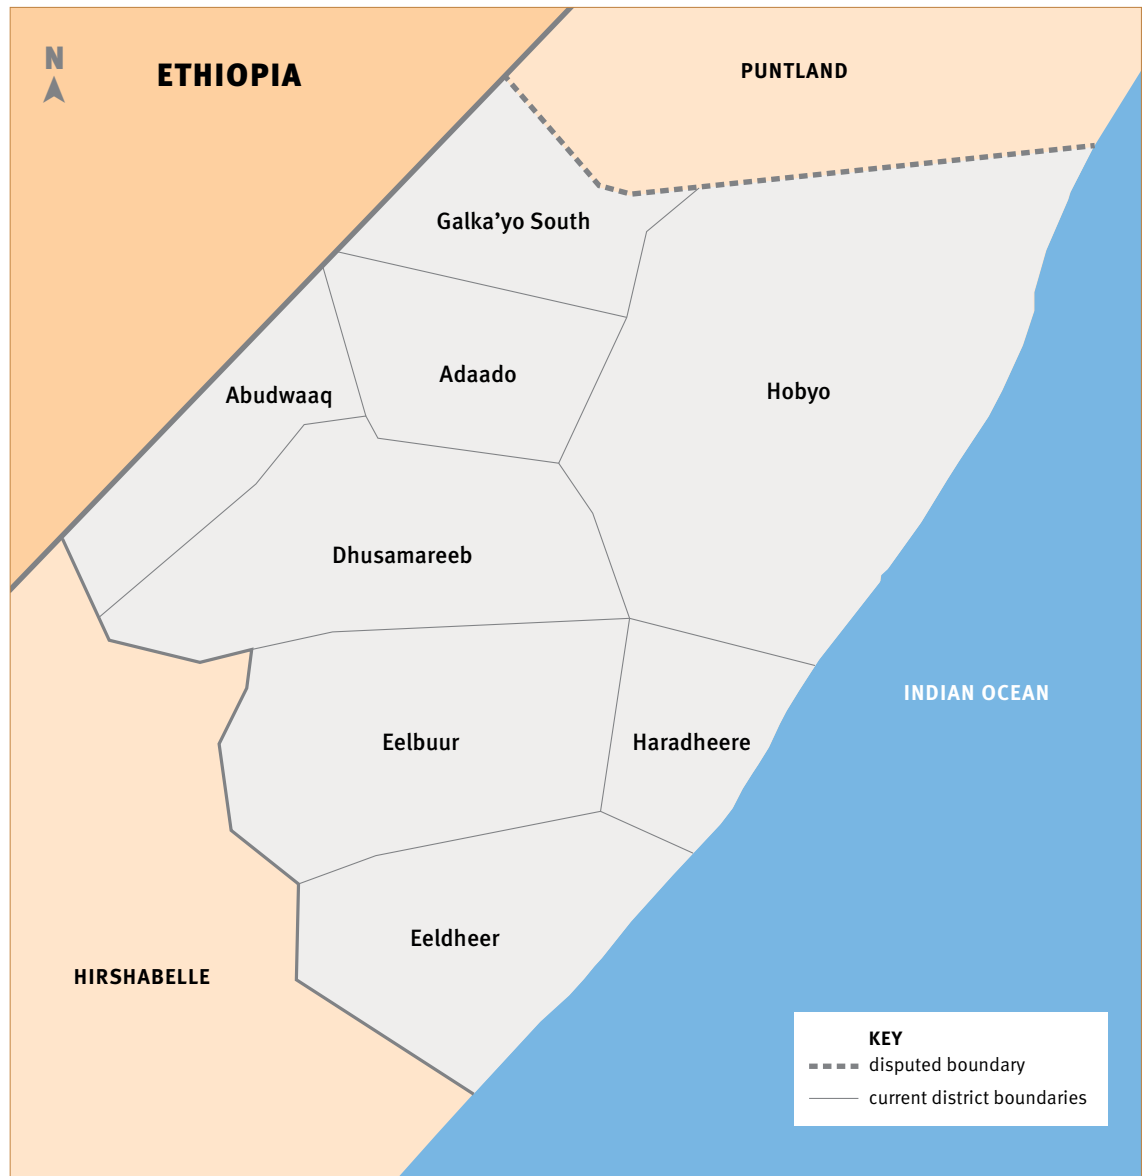 N
ETHIOPIA
PUNTLAND
Galka’yo South
Adaado
Hobyo
Abudwaaq
Dhusamareeb
INDIAN OCEAN
Eelbuur
Haradheere
Eeldheer
HIRSHABELLE
KEY
disputed boundary
current district boundaries